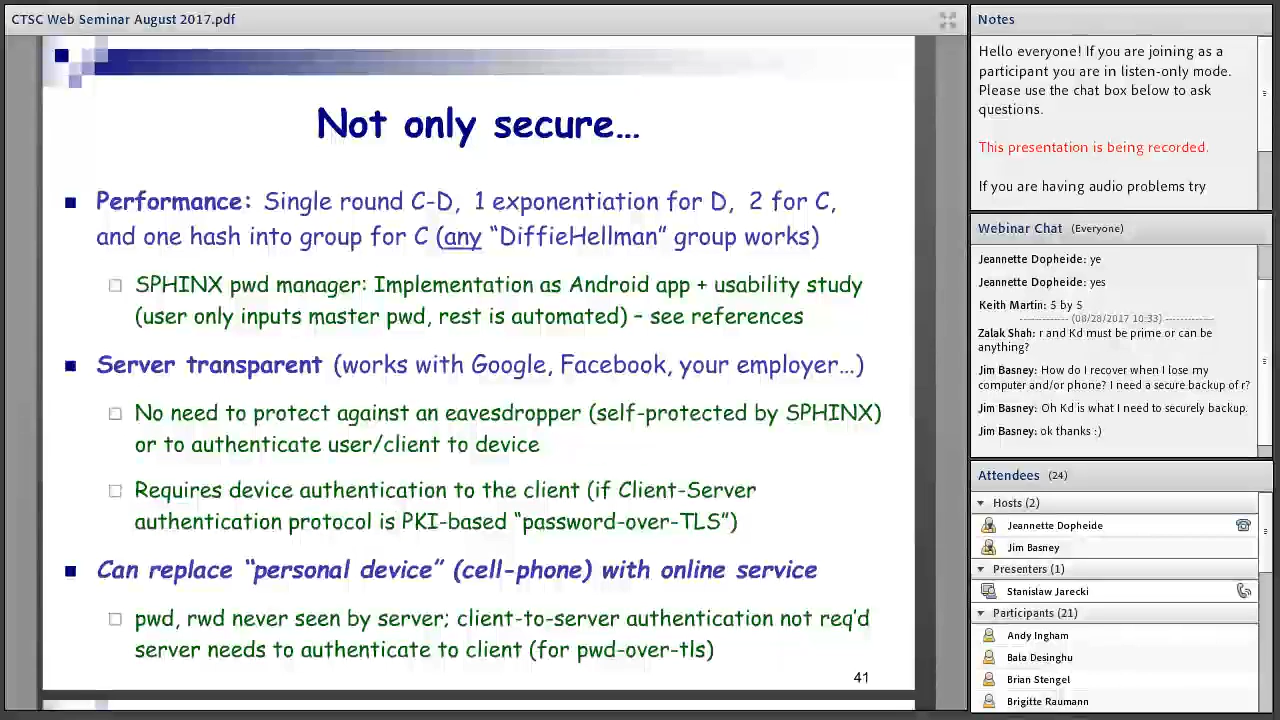 CTSC Web Seminar August 2017.pdf
Not only secure…
Performance: Single round C-D, 1 exponentiation for D, 2 for C,
and one hash into group for C (any “DiffieHellman” group works)
SPHINX pwd manager: Implementation as Android app + usability study
(user only inputs master pwd, rest is automated) – see references
Server transparent (works with Google, Facebook, your employer…)
No need to protect against an eavesdropper (self-protected by SPHINX)
or to authenticate user/client to device
Requires device authentication to the client (if Client-Server
authentication protocol is PKI-based “password-over-TLS”)
Can replace “personal device” (cell-phone) with online service
pwd, rwd never seen by server; client-to-server authentication not req’d
server needs to authenticate to client (for pwd-over-tls)
41
Notes
Hello everyone! If you are joining as a
participant you are in listen-only mode.
Please use the chat box below to ask
questions.
This presentation is being recorded.
If you are having audio problems try
Webinar Chat (Everyone)
Jeannette Dopheide: ye
Jeannette Dopheide: yes
Keith Martin: 5 by 5
(08/28/2017 10:33)
Zalak Shah: r and Kd must be prime or can be
anything?
Jim Basney: How do I recover when I lose my
computer and/or phone? I need a secure backup of r?
Jim Basney: Oh Kd is what I need to securely backup.
Jim Basney: ok thanks :)
Attendees (24)
Hosts (2)
Jeannette Dopheide
Jim Basney
Presenters (1)
Stanislaw Jarecki
Participants (21)
Andy Ingham
Bala Desinghu
Brian Stengel
Brigitte Raumann